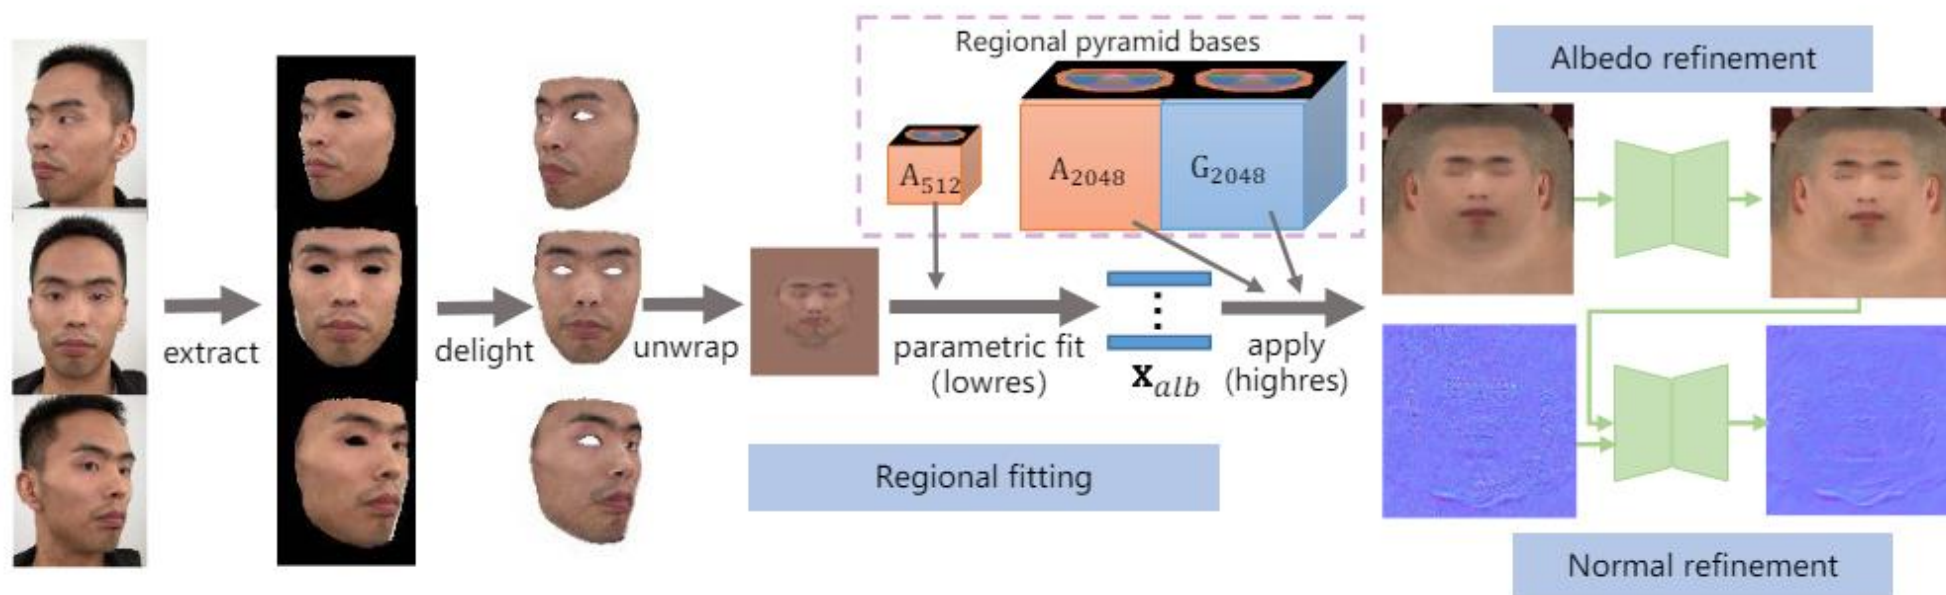 Regional pyramid bases
A512
A2048
G2048
Albedo refinement
extract
delight
unwrap
parametric fit
(lowres)
xalb
apply
(highres)
Regional fitting
Normal refinement